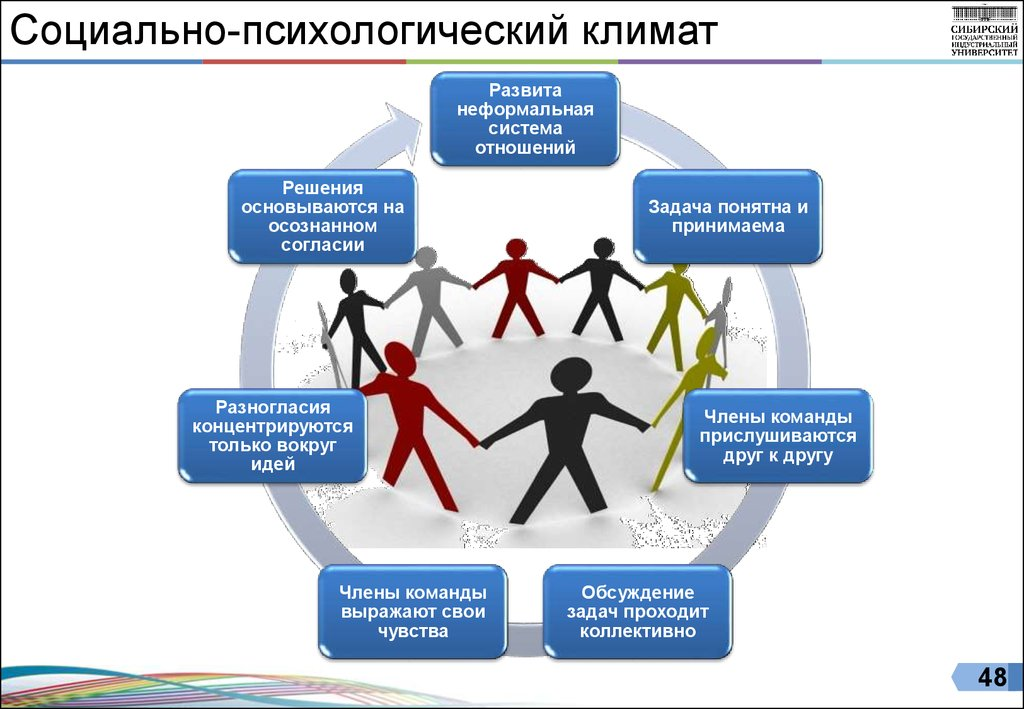 Социально-психологический климат
СИБИРСКИЙ
ГОСУДАРСТВЕННЫЙ
ИНДУСТРИАЛЬНЫЙ
УНИВЕРСИТЕТ
Развита
неформальная
система
отношений
Задача понятна и
принимаема
Члены команды
прислушиваются
друг к другу
Обсуждение
задач проходит
коллективно
Члены команды
выражают свои
чувства
Разногласия
концентрируются
только вокруг
идей
Решения
основываются на
осознанном
согласии
48